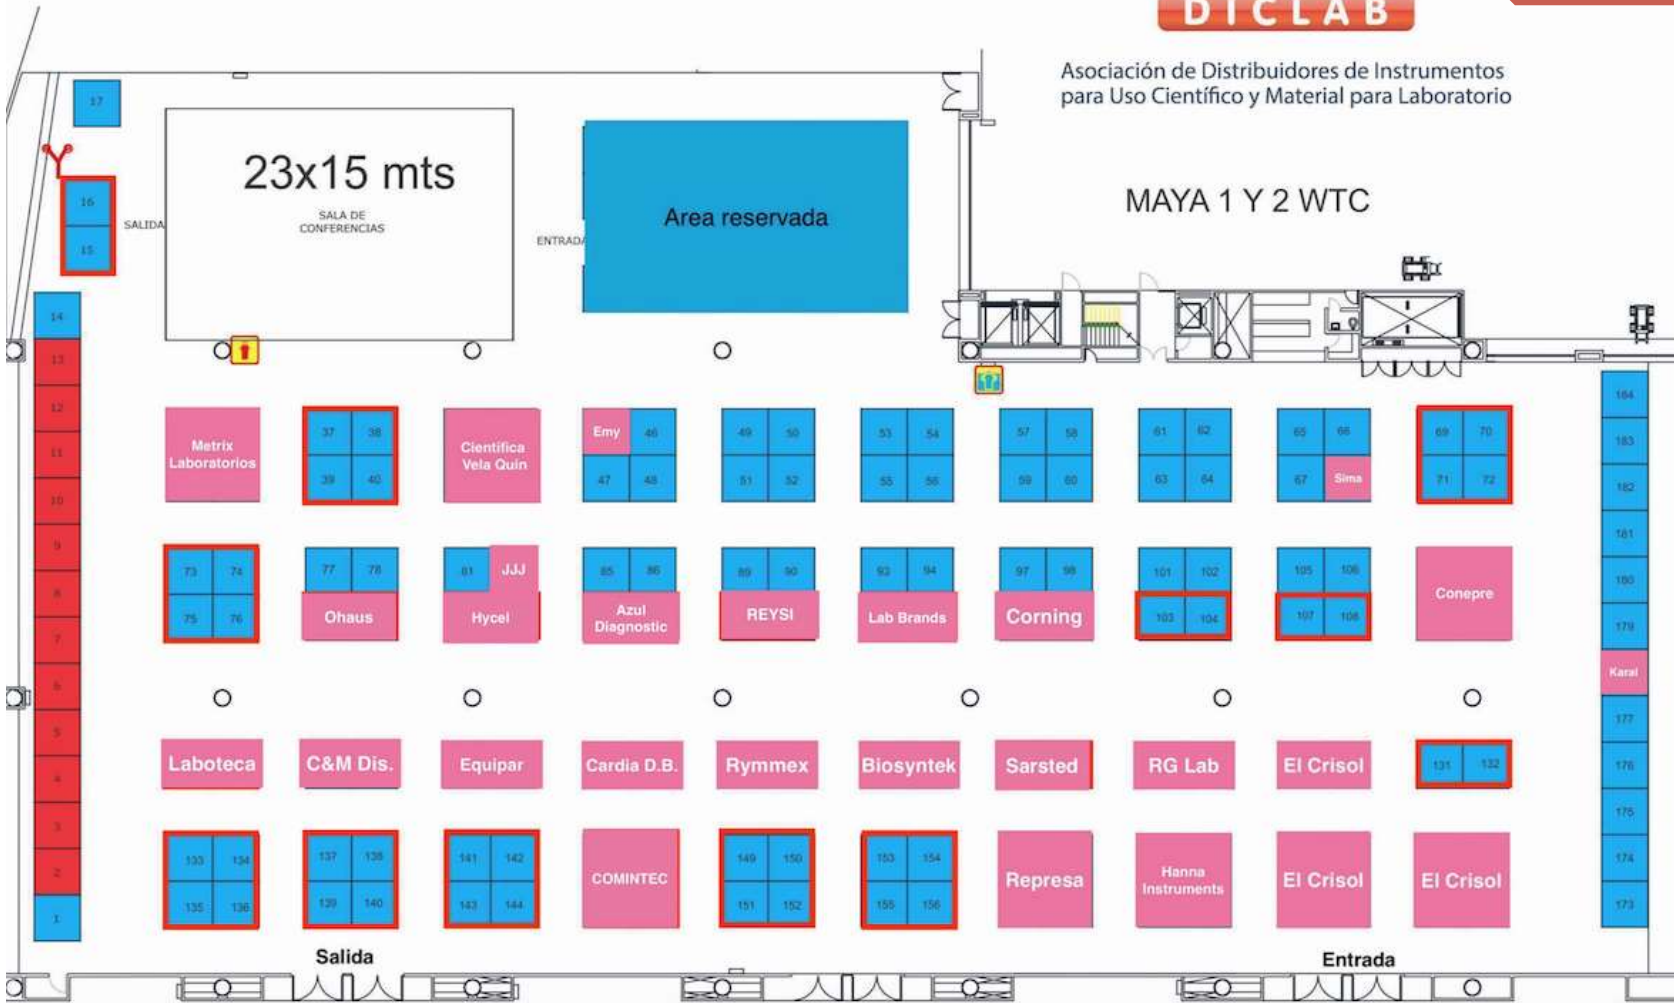 DICLAB
Asociación de Distribuidores de Instrumentos
para Uso Científico y Material para Laboratorio
MAYA 1 Y 2 WTC
17
16
15
SALIDA
23x15 mts
SALA DE
CONFERENCIAS
ENTRADA
Area reservada
14
13
12
11
10
9
8
7
6
5
4
3
2
1
Metrix
Laboratorios
37 38
39 40
Cientifica
Vela Quin
Emy 46
47 48
49 50
51 52
53 54
55 56
57 58
59 60
61 62
63 64
65 66
67 Sima
69 70
71 72
73 74
75 76
77 78
Ohaus
81 JJJ
Hycel
85 86
Azul
Diagnostic
89 90
REYSI
93 94
Lab Brands
97 98
Corning
101 102
103 104
105 106
107 108
Conepre
Laboteca
C&M Dis.
Equipar
Cardia D.B.
Rymmex
Biosyntek
Sarsted
RG Lab
El Crisol
131 132
133 134
135 136
137 138
139 140
141 142
143 144
COMINTEC
149 150
151 152
153 154
155 156
Represa
Hanna
Instruments
El Crisol
El Crisol
184
183
182
181
180
179
Karal
177
176
175
174
173
Salida
Entrada